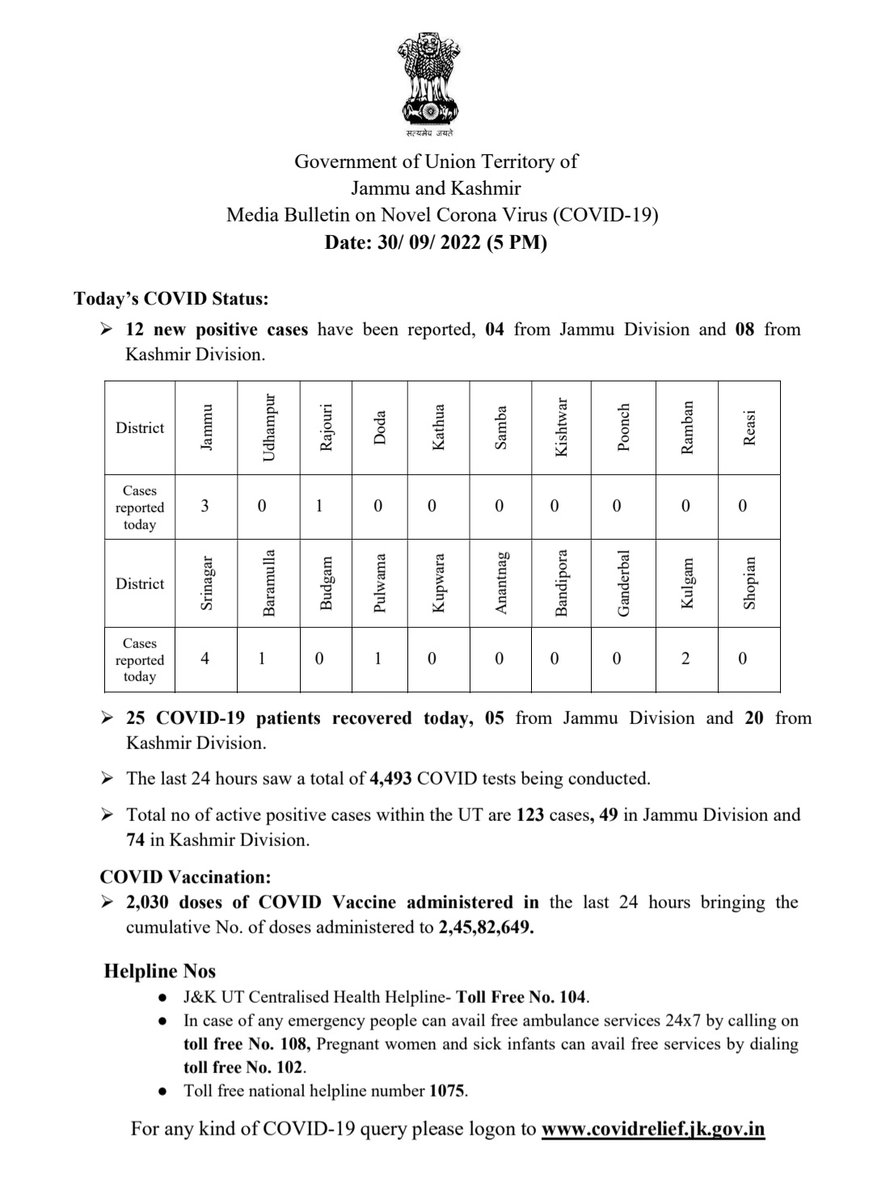 सत्यमेव जयते
Government of Union Territory of
Jammu and Kashmir
Media Bulletin on Novel Corona Virus (COVID-19)
Date: 30/ 09/ 2022 (5 PM)
Today’s COVID Status:
➢ 12 new positive cases have been reported, 04 from Jammu Division and 08 from
Kashmir Division.
District Jammu Udhampur Rajouri Doda Kathua Samba Kishtwar Poonch Ramban Reasi
Cases
reported
today
3 0 1 0 0 0 0 0 0 0
District Srinagar Baramulla Budgam Pulwama Kupwara Anantnag Bandipora Ganderbal Kulgam Shopian
Cases
reported
today
4 1 0 1 0 0 0 0 2 0
➢ 25 COVID-19 patients recovered today, 05 from Jammu Division and 20 from
Kashmir Division.
➢ The last 24 hours saw a total of 4,493 COVID tests being conducted.
➢ Total no of active positive cases within the UT are 123 cases, 49 in Jammu Division and
74 in Kashmir Division.
COVID Vaccination:
➢ 2,030 doses of COVID Vaccine administered in the last 24 hours bringing the
cumulative No. of doses administered to 2,45,82,649.
Helpline Nos
● J&K UT Centralised Health Helpline- Toll Free No. 104.
● In case of any emergency people can avail free ambulance services 24x7 by calling on
toll free No. 108, Pregnant women and sick infants can avail free services by dialing
toll free No. 102.
● Toll free national helpline number 1075.
For any kind of COVID-19 query please logon to www.covidrelief.jk.gov.in